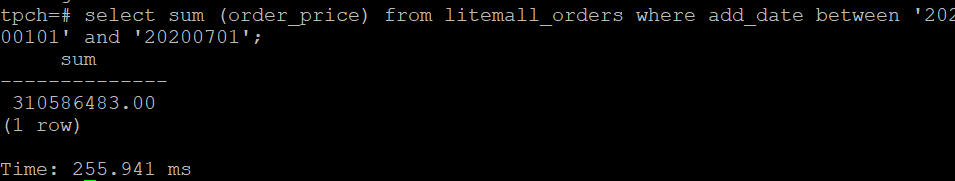 tpch=# select sum (order_price) from litemall_orders where add_date between '202
00101' and '20200701';
sum
--------------
310586483.00
(1 row)
Time: 255.941 ms